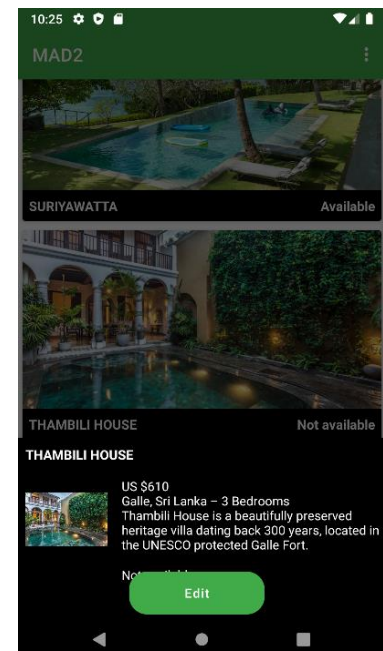 10:25
MAD2
SURIYAWATTA Available
THAMBILI HOUSE Not available
THAMBILI HOUSE
US $610
Galle, Sri Lanka – 3 Bedrooms
Thambili House is a beautifully preserved
heritage villa dating back 300 years, located in
the UNESCO protected Galle Fort.
Edit